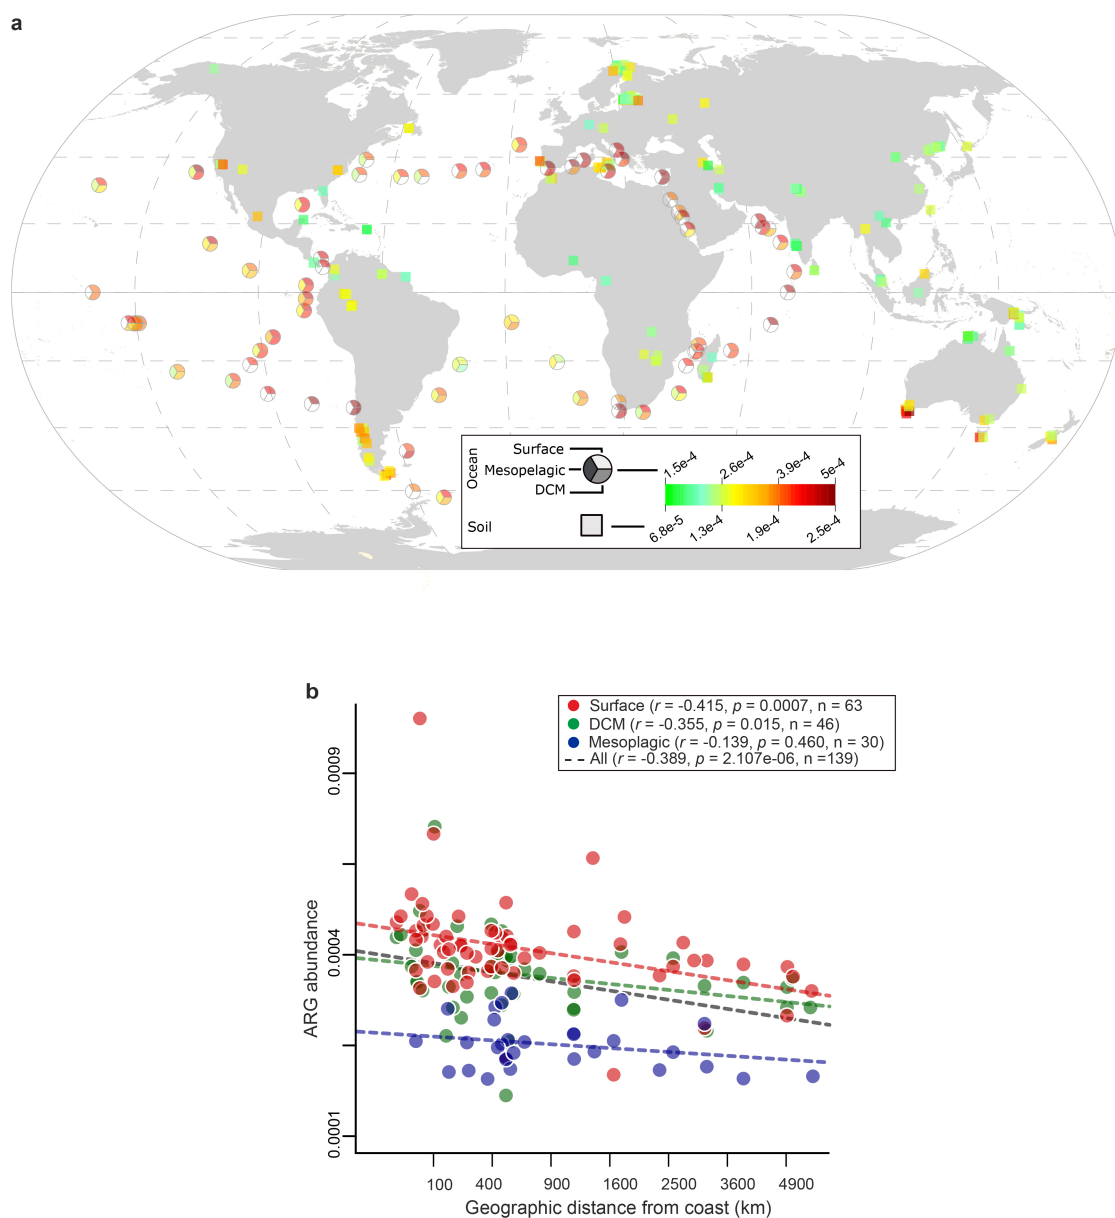 a
Ocean
Surface
Mesopelagic
DCM
Soil
1.5e-4 2.6e-4 3.9e-4 5e-4
6.8e-5 1.3e-4 1.9e-4 2.5e-4
b
Surface (r = -0.415, p = 0.0007, n = 63
DCM (r = -0.355, p = 0.015, n = 46)
Mesoplagic (r = -0.139, p = 0.460, n = 30)
All (r = -0.389, p = 2.107e-06, n =139)
ARG abundance
0.0009
0.0004
0.0001
100 400 900 1600 2500 3600 4900
Geographic distance from coast (km)